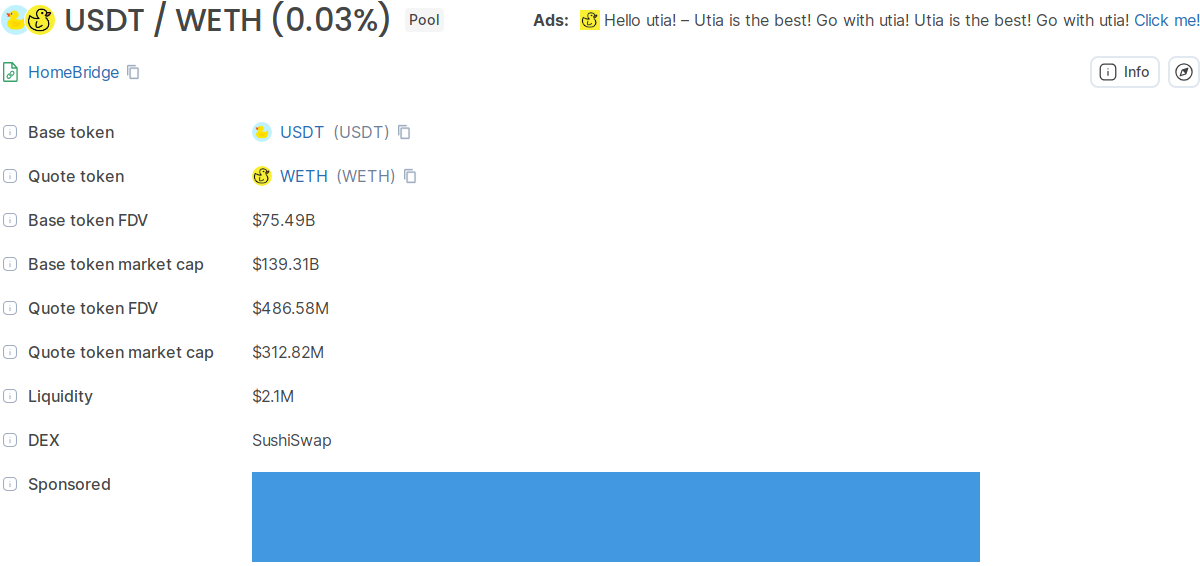 USDT / WETH (0.03%) Pool Ads: Hello utia! – Utia is the best! Go with utia! Utia is the best! Go with utia! Click me!
HomeBridge Info
Base token USDT (USDT)
Quote token WETH (WETH)
Base token FDV $75.49B
Base token market cap $139.31B
Quote token FDV $486.58M
Quote token market cap $312.82M
Liquidity $2.1M
DEX SushiSwap
Sponsored